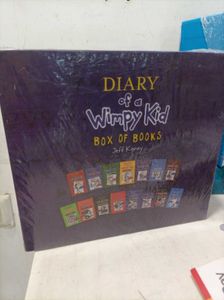 DIARY
of a
Wimpy Kid
BOX OF BOOKS
Jeff Kinney